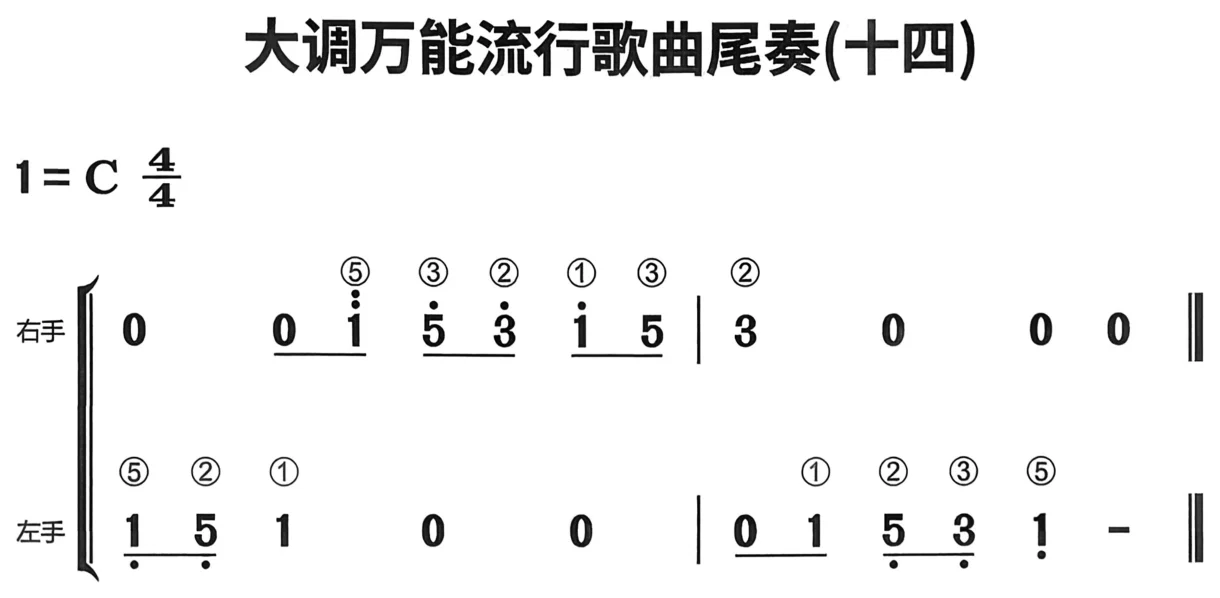 大调万能流行歌曲尾奏(十四)
1=C 4/4
⑤ ③ ② ① ③ ②
右手 0 0 1̇̇ 5̇ 3̇ 1̇ 5 | 3 0 0 0 ‖
⑤ ② ① ① ② ③ ⑤
左手 1̣ 5̣ 1 0 0 | 0 1 5̣ 3̣ 1̣ - ‖